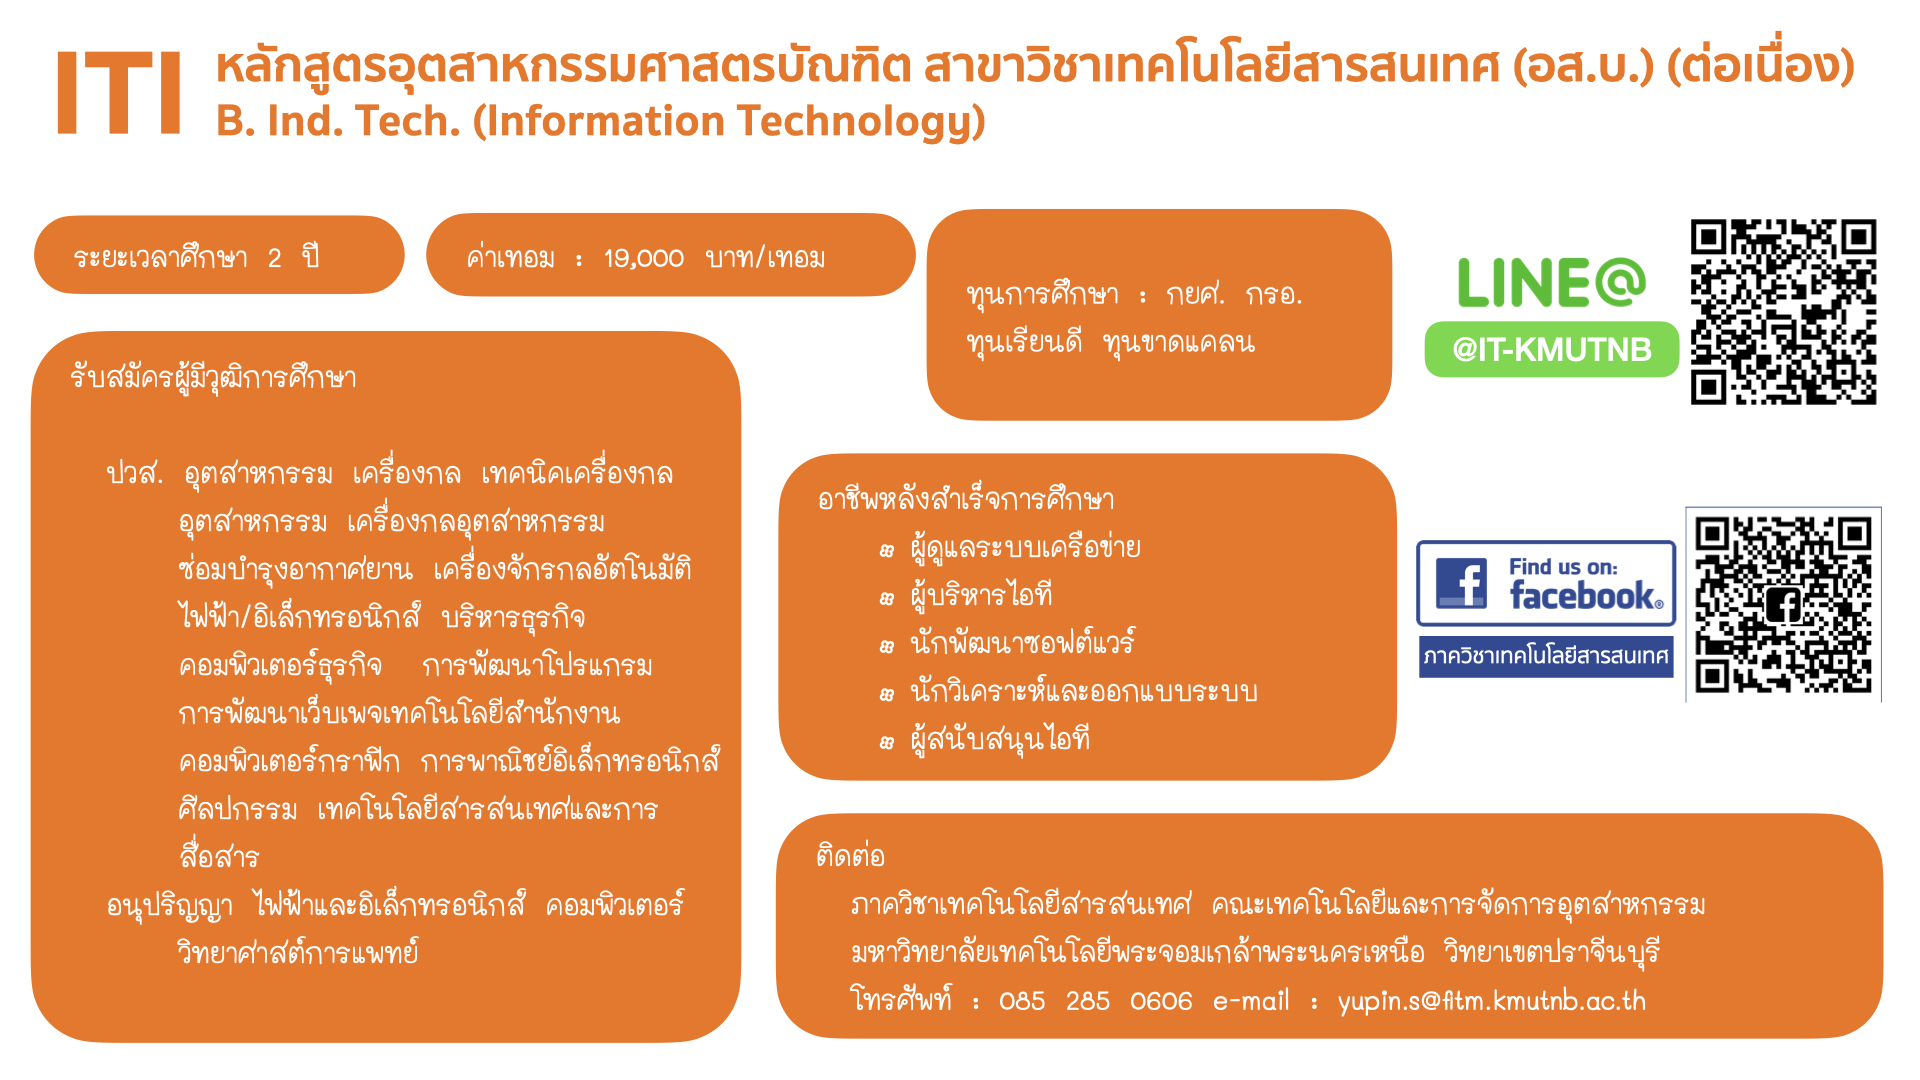 ITI
หลักสูตรอุตสาหกรรมศาสตรบัณฑิต สาขาวิชาเทคโนโลยีสารสนเทศ (อส.บ.) (ต่อเนื่อง)
B. Ind. Tech. (Information Technology)
ระยะเวลาศึกษา 2 ปี
ค่าเทอม : 19,000 บาท/เทอม
ทุนการศึกษา : กยศ. กรอ.
ทุนเรียนดี ทุนขาดแคลน
LINE@
@IT-KMUTNB
รับสมัครผู้มีวุฒิการศึกษา
ปวส. อุตสาหกรรม เครื่องกล เทคนิคเครื่องกล
อุตสาหกรรม เครื่องกลอุตสาหกรรม
ซ่อมบำรุงอากาศยาน เครื่องจักรกลอัตโนมัติ
ไฟฟ้า/อิเล็กทรอนิกส์ บริหารธุรกิจ
คอมพิวเตอร์ธุรกิจ การพัฒนาโปรแกรม
การพัฒนาเว็บเพจเทคโนโลยีสำนักงาน
คอมพิวเตอร์กราฟิก การพาณิชย์อิเล็กทรอนิกส์
ศิลปกรรม เทคโนโลยีสารสนเทศและการ
สื่อสาร
อนุปริญญา ไฟฟ้าและอิเล็กทรอนิกส์ คอมพิวเตอร์
วิทยาศาสต์การแพทย์
อาชีพหลังสำเร็จการศึกษา
ผู้ดูแลระบบเครือข่าย
ผู้บริหารไอที
นักพัฒนาซอฟต์แวร์
นักวิเคราะห์และออกแบบระบบ
ผู้สนับสนุนไอที
Find us on:
facebook®
ภาควิชาเทคโนโลยีสารสนเทศ
ติดต่อ
ภาควิชาเทคโนโลยีสารสนเทศ คณะเทคโนโลยีและการจัดการอุตสาหกรรม
มหาวิทยาลัยเทคโนโลยีพระจอมเกล้าพระนครเหนือ วิทยาเขตปราจีนบุรี
โทรศัพท์ : 085 285 0606 e-mail : yupin.s@fitm.kmutnb.ac.th